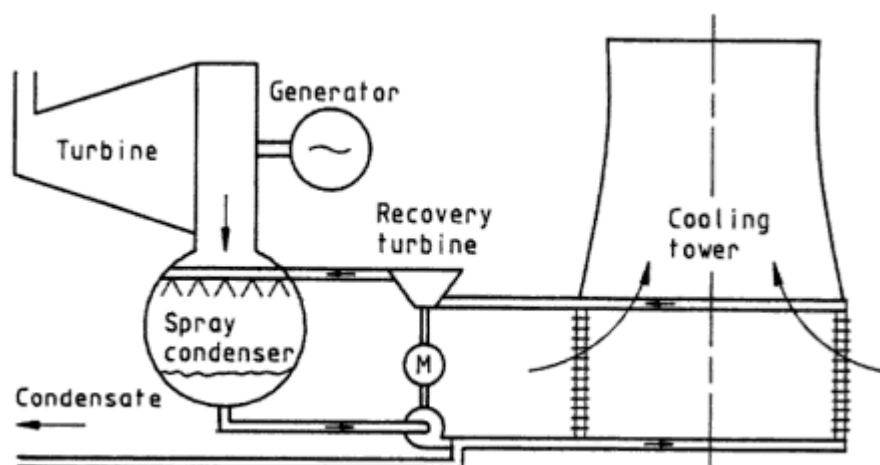 Generator
Turbine
Recovery
turbine
Cooling
tower
Spray
condenser
M
Condensate